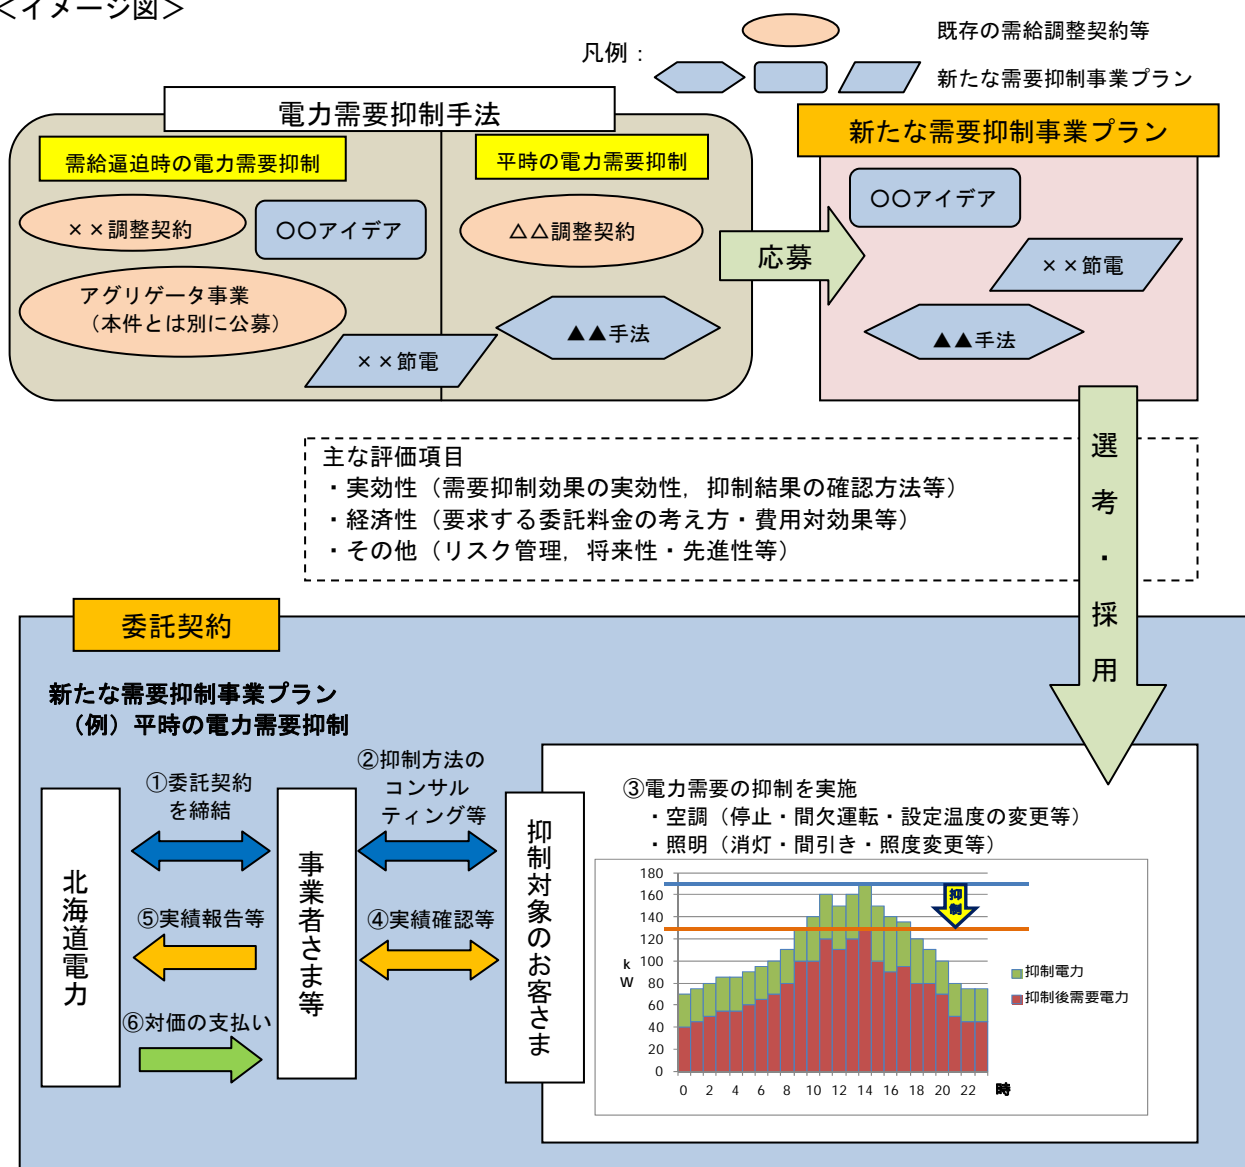 ＜イメージ図＞
凡例：
既存の需給調整契約等
新たな需要抑制事業プラン
電力需要抑制手法
需給逼迫時の電力需要抑制
平時の電力需要抑制
××調整契約
〇〇アイデア
△△調整契約
アグリゲータ事業
（本件とは別に公募）
××節電
▲▲手法
応募
新たな需要抑制事業プラン
〇〇アイデア
××節電
▲▲手法
選考・採用
主な評価項目
・実効性（需要抑制効果の実効性，抑制結果の確認方法等）
・経済性（要求する委託料金の考え方・費用対効果等）
・その他（リスク管理，将来性・先進性等）
委託契約
新たな需要抑制事業プラン
（例）平時の電力需要抑制
北海道電力
①委託契約
を締結
⑤実績報告等
⑥対価の支払い
事業者さま等
②抑制方法の
コンサル
ティング等
④実績確認等
抑制対象のお客さま
③電力需要の抑制を実施
・空調（停止・間欠運転・設定温度の変更等）
・照明（消灯・間引き・照度変更等）
180
160
140
120
100
80
60
40
20
0
kW
抑制
抑制電力
抑制後需要電力
0 2 4 6 8 10 12 14 16 18 20 22 時